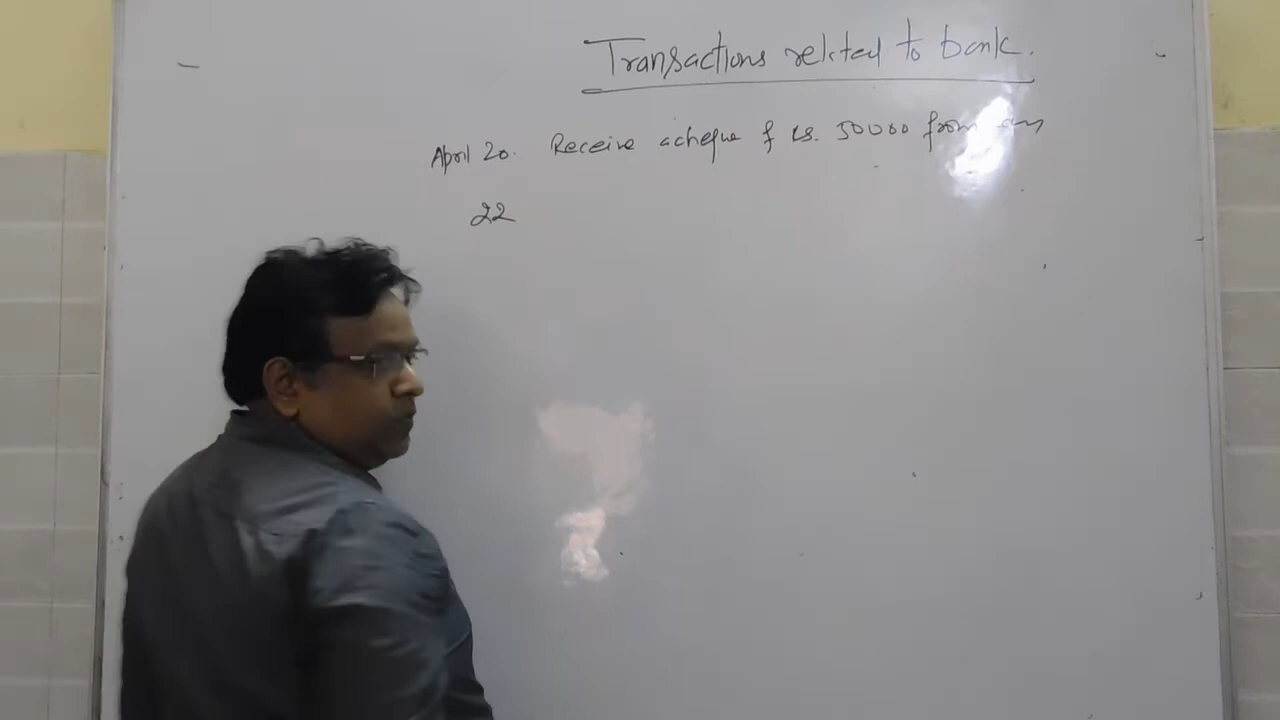 Transactions related to bank.
April 20. Receive a cheque of Rs. 50000 from
22